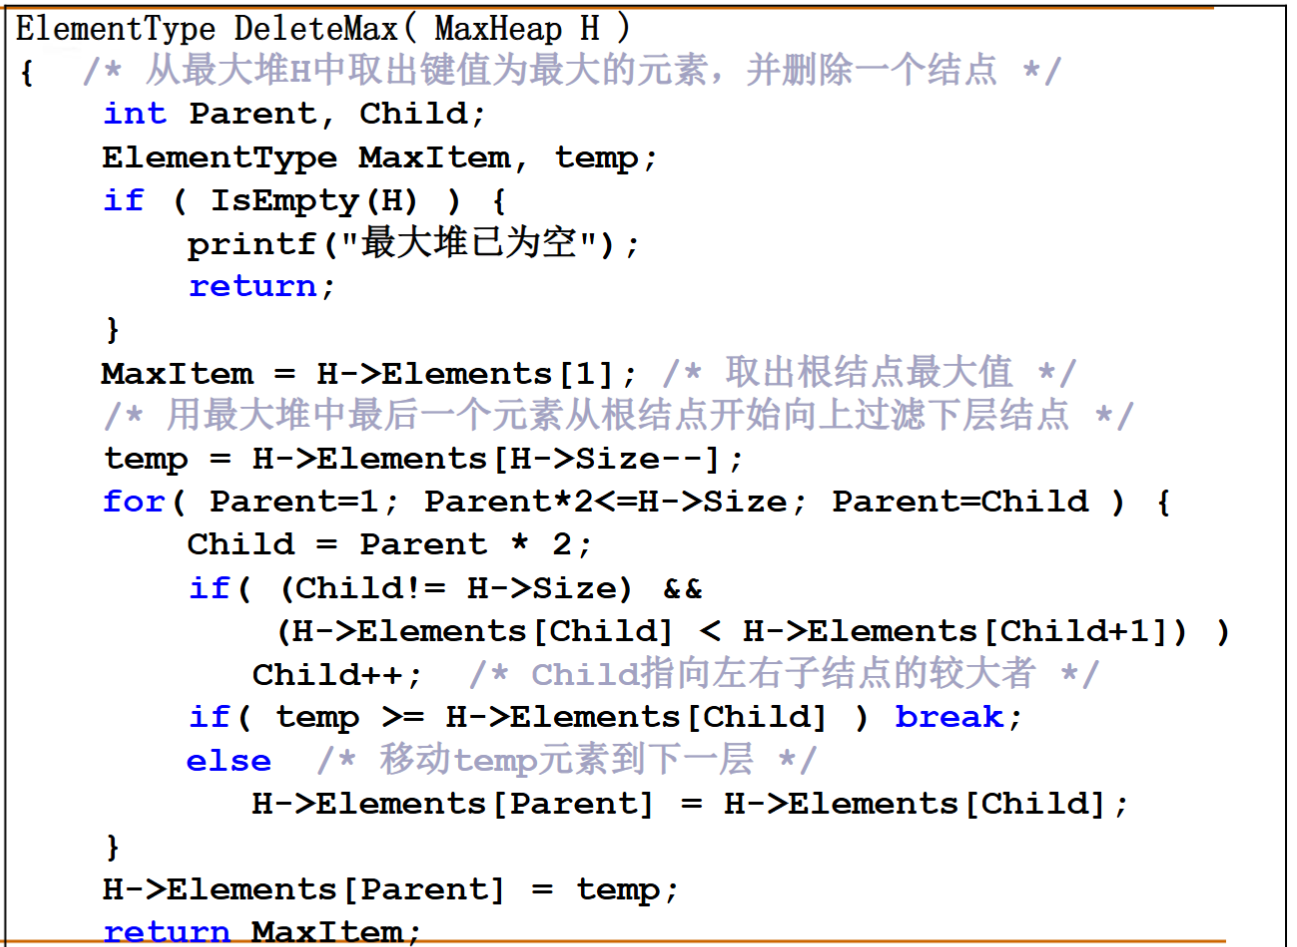 ElementType DeleteMax( MaxHeap H )
{ /* 从最大堆H中取出键值为最大的元素，并删除一个结点 */
int Parent, Child;
ElementType MaxItem, temp;
if ( IsEmpty(H) ) {
printf("最大堆已为空");
return;
}
MaxItem = H->Elements[1]; /* 取出根结点最大值 */
/* 用最大堆中最后一个元素从根结点开始向上过滤下层结点 */
temp = H->Elements[H->Size--];
for( Parent=1; Parent*2<=H->Size; Parent=Child ) {
Child = Parent * 2;
if( (Child!= H->Size) &&
(H->Elements[Child] < H->Elements[Child+1]) )
Child++; /* Child指向左右子结点的较大者 */
if( temp >= H->Elements[Child] ) break;
else /* 移动temp元素到下一层 */
H->Elements[Parent] = H->Elements[Child];
}
H->Elements[Parent] = temp;
return MaxItem;